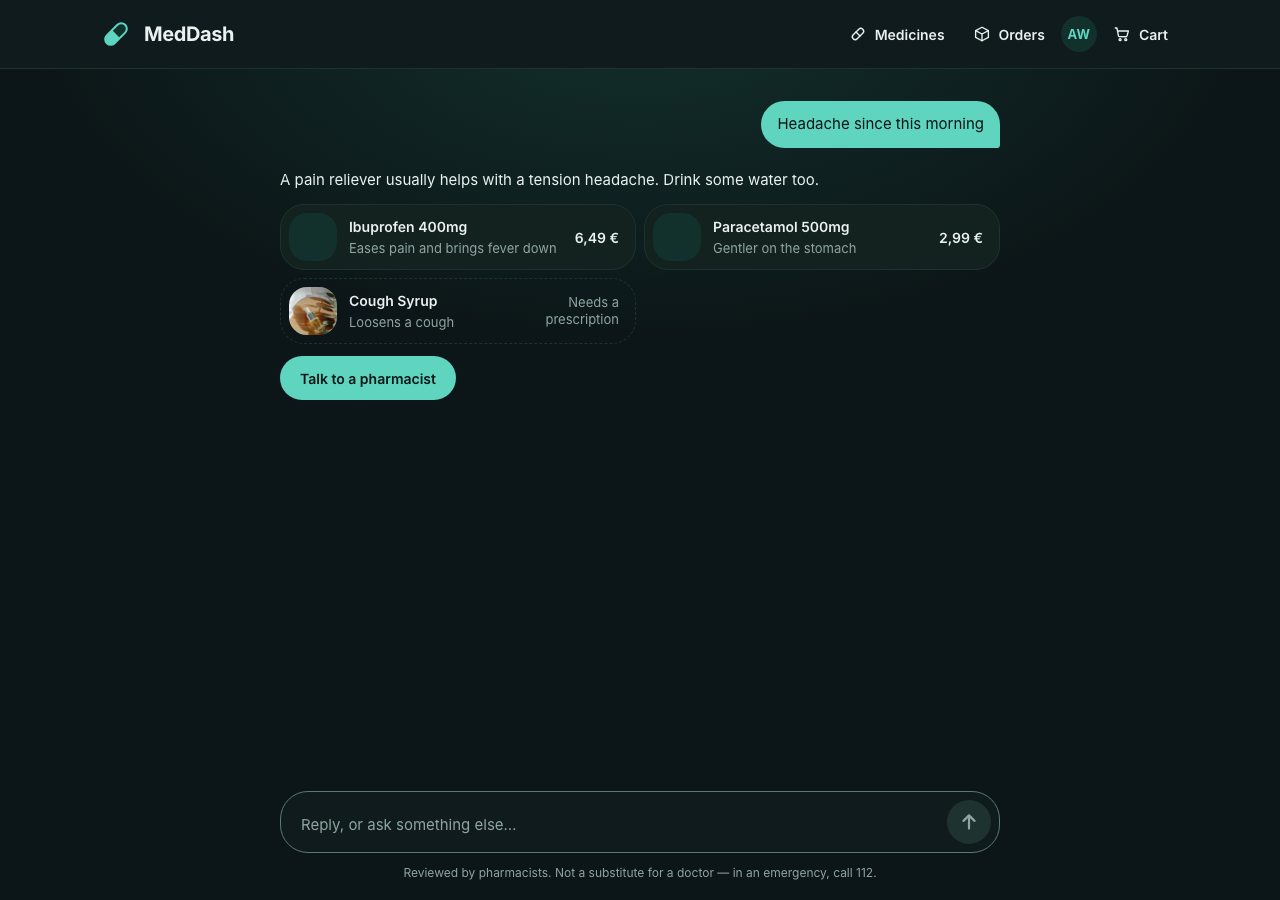 MedDash
Medicines
Orders
AW
Cart
Headache since this morning
A pain reliever usually helps with a tension headache. Drink some water too.
Ibuprofen 400mg
Eases pain and brings fever down
6,49 €
Paracetamol 500mg
Gentler on the stomach
2,99 €
Cough Syrup
Loosens a cough
Needs a
prescription
Talk to a pharmacist
Reply, or ask something else...
Reviewed by pharmacists. Not a substitute for a doctor — in an emergency, call 112.